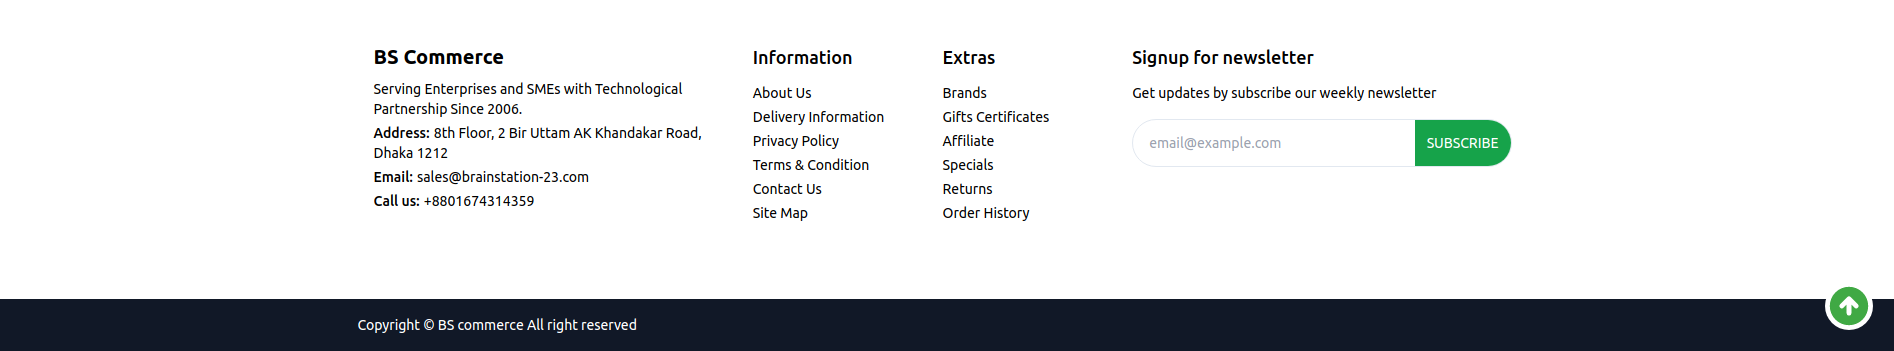 BS Commerce
Serving Enterprises and SMEs with Technological
Partnership Since 2006.
Address: 8th Floor, 2 Bir Uttam AK Khandakar Road,
Dhaka 1212
Email: sales@brainstation-23.com
Call us: +8801674314359
Information
About Us
Delivery Information
Privacy Policy
Terms & Condition
Contact Us
Site Map
Extras
Brands
Gifts Certificates
Affiliate
Specials
Returns
Order History
Signup for newsletter
Get updates by subscribe our weekly newsletter
email@example.com
SUBSCRIBE
Copyright © BS commerce All right reserved